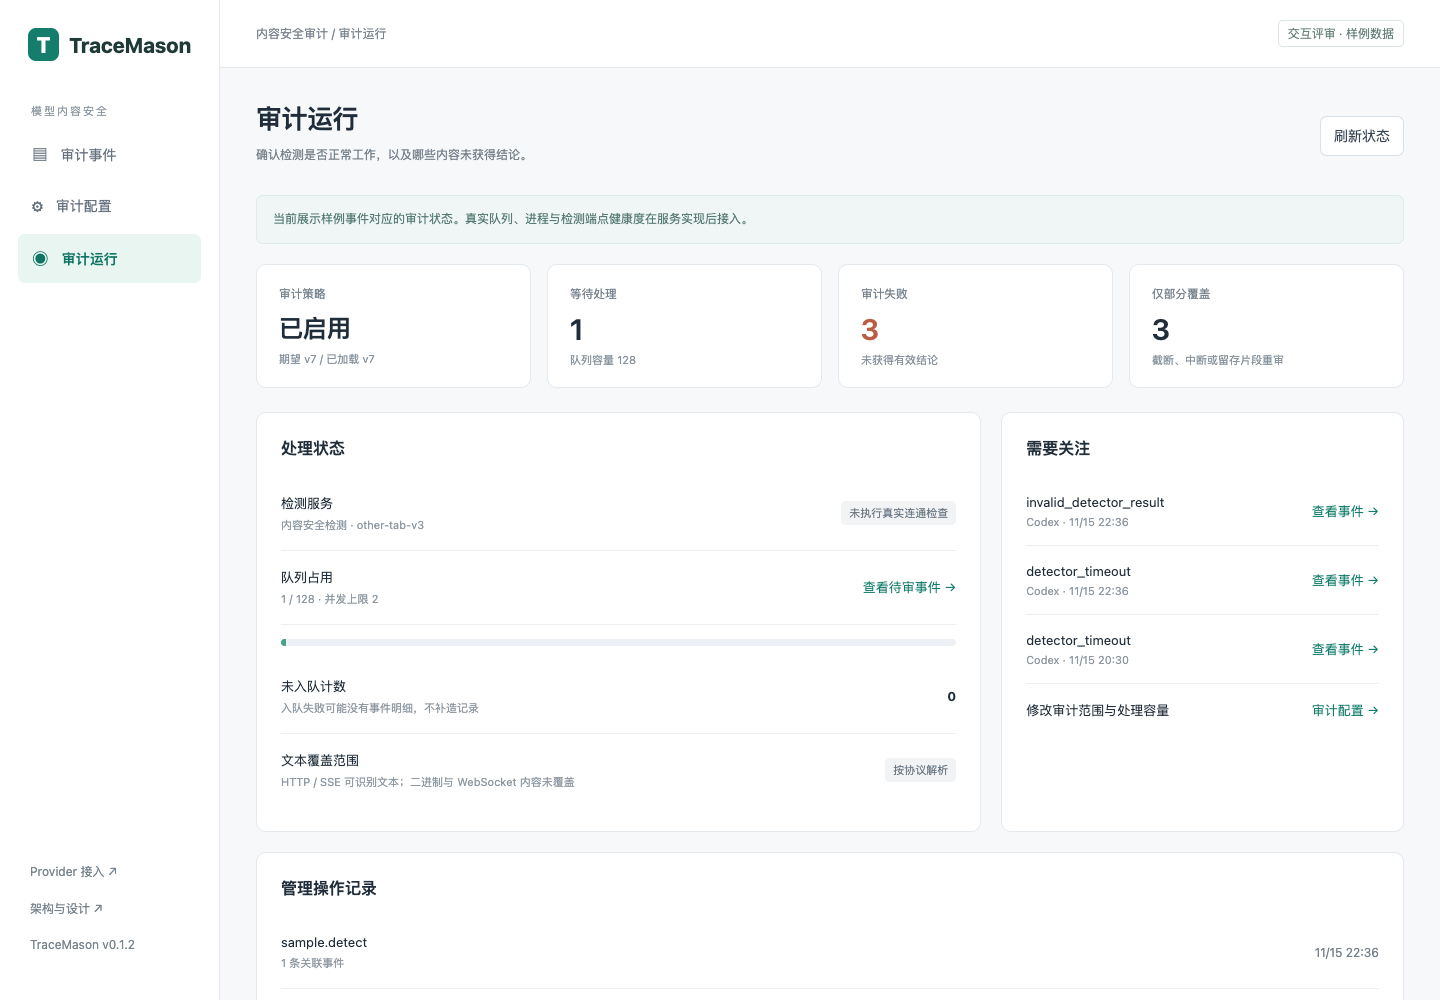 T TraceMason
模型内容安全
审计事件
审计配置
审计运行
Provider 接入 ↗
架构与设计 ↗
TraceMason v0.1.2
内容安全审计 / 审计运行
交互评审 · 样例数据
审计运行
确认检测是否正常工作，以及哪些内容未获得结论。
刷新状态
当前展示样例事件对应的审计状态。真实队列、进程与检测端点健康度在服务实现后接入。
审计策略
已启用
期望 v7 / 已加载 v7
等待处理
1
队列容量 128
审计失败
3
未获得有效结论
仅部分覆盖
3
截断、中断或留存片段重审
处理状态
检测服务
内容安全检测 · other-tab-v3
未执行真实连通检查
队列占用
1 / 128 · 并发上限 2
查看待审事件 →
未入队计数
入队失败可能没有事件明细，不补造记录
0
文本覆盖范围
HTTP / SSE 可识别文本；二进制与 WebSocket 内容未覆盖
按协议解析
需要关注
invalid_detector_result
Codex · 11/15 22:36
查看事件 →
detector_timeout
Codex · 11/15 22:36
查看事件 →
detector_timeout
Codex · 11/15 20:30
查看事件 →
修改审计范围与处理容量
审计配置 →
管理操作记录
sample.detect
1 条关联事件
11/15 22:36